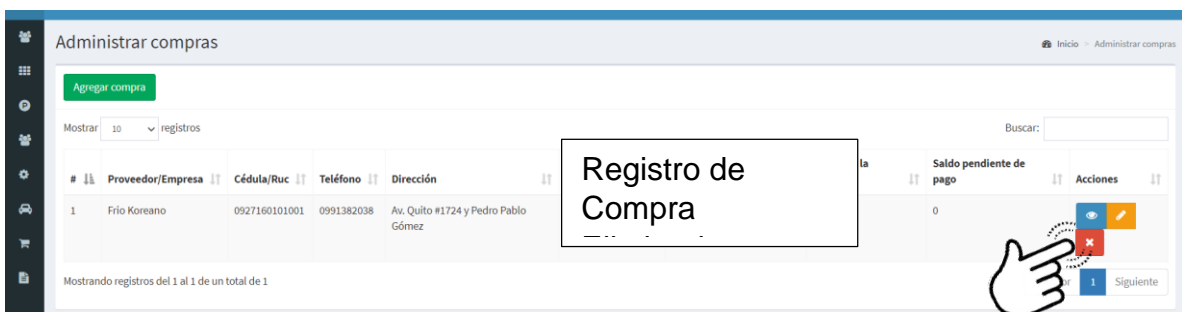 Administrar compras
Inicio > Administrar compras
Agregar compra
Mostrar 10 registros
Buscar:
# Proveedor/Empresa Cédula/Ruc Teléfono Dirección la Saldo pendiente de pago Acciones
1 Frio Koreano 0927160101001 0991382038 Av. Quito #1724 y Pedro Pablo Gómez 0
Registro de
Compra
Mostrando registros del 1 al 1 de un total de 1
1 Siguiente